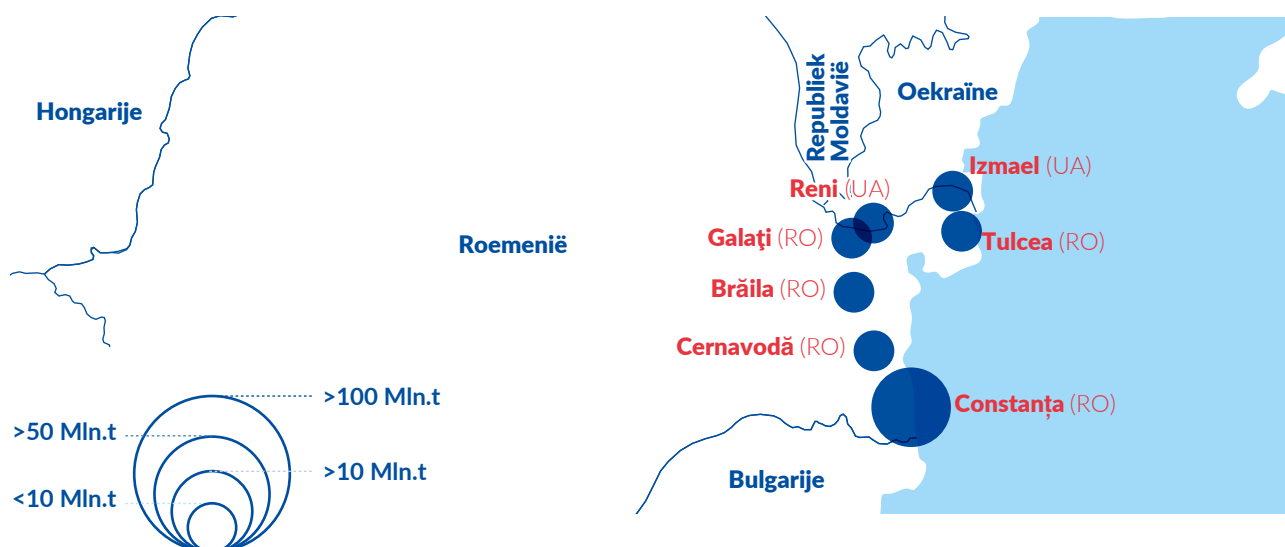 Hongarije
Republiek
Moldavië
Oekraïne
Izmael (UA)
Reni (UA)
Galaţi (RO)
Roemenië
Tulcea (RO)
Brăila (RO)
Cernavodă (RO)
>100 Mln.t
Constanța (RO)
>50 Mln.t
>10 Mln.t
Bulgarije
<10 Mln.t